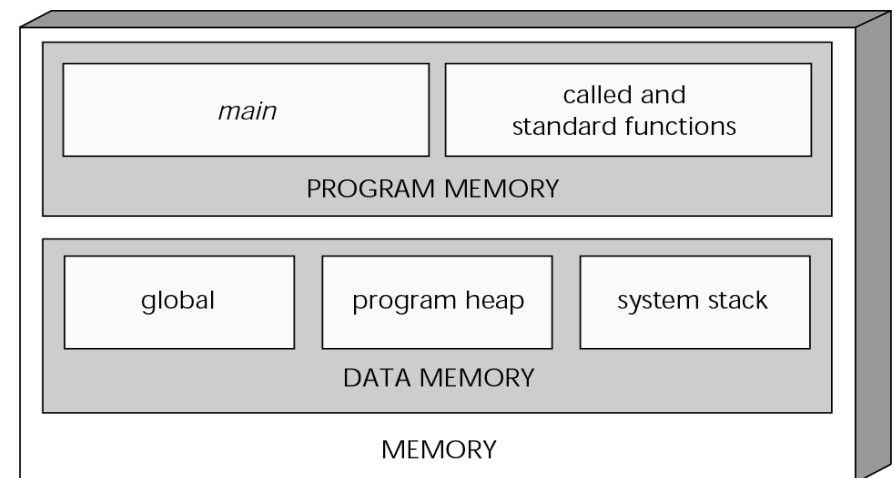 main
called and
standard functions
PROGRAM MEMORY
global
program heap
system stack
DATA MEMORY
MEMORY